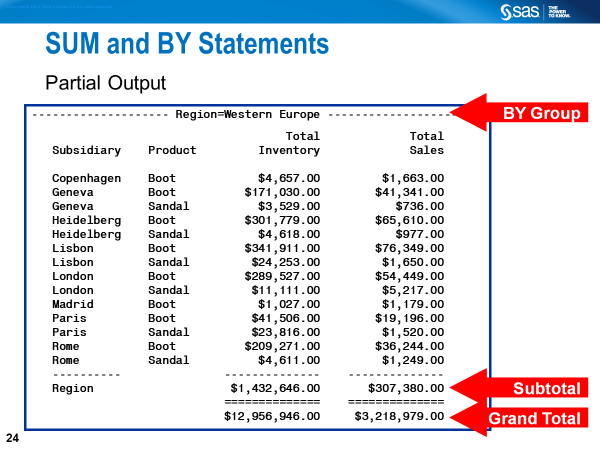 sas THE POWER TO KNOW.
SUM and BY Statements
Partial Output
-------------------- Region=Western Europe -------------------- BY Group
Total Total
Subsidiary Product Inventory Sales
Copenhagen Boot $4,657.00 $1,663.00
Geneva Boot $171,030.00 $41,341.00
Geneva Sandal $3,529.00 $736.00
Heidelberg Boot $301,779.00 $65,610.00
Heidelberg Sandal $4,618.00 $977.00
Lisbon Boot $341,911.00 $76,349.00
Lisbon Sandal $24,253.00 $1,650.00
London Boot $289,527.00 $54,449.00
London Sandal $11,111.00 $5,217.00
Madrid Boot $1,027.00 $1,179.00
Paris Boot $41,506.00 $19,196.00
Paris Sandal $23,816.00 $1,520.00
Rome Boot $209,271.00 $36,244.00
Rome Sandal $4,611.00 $1,249.00
---------- -------------- --------------
Region $1,432,646.00 $307,380.00 Subtotal
============== ==============
$12,956,946.00 $3,218,979.00 Grand Total
24